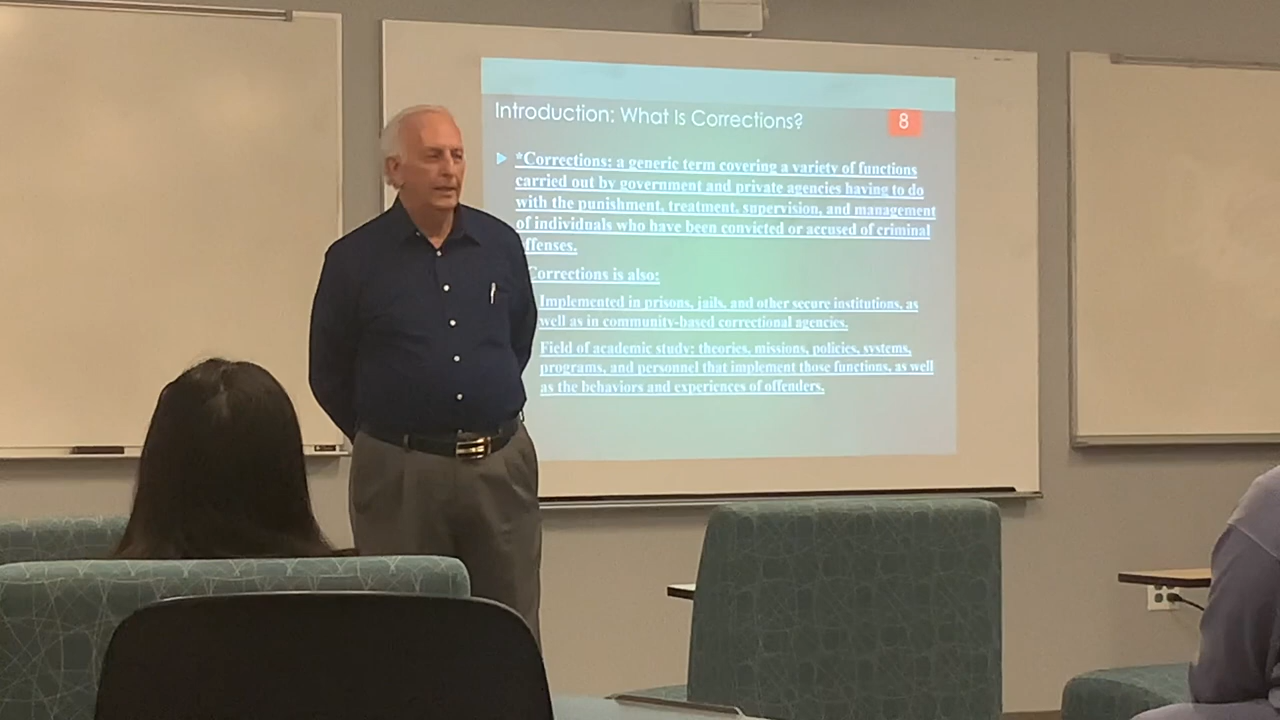 Introduction: What Is Corrections?
8
*Corrections: a generic term covering a variety of functions
carried out by government and private agencies having to do
with the punishment, treatment, supervision, and management
of individuals who have been convicted or accused of criminal
ffenses.
Corrections is also:
Implemented in prisons, jails, and other secure institutions, as
well as in community-based correctional agencies.
Field of academic study: theories, missions, policies, systems,
programs, and personnel that implement those functions, as well
as the behaviors and experiences of offenders.